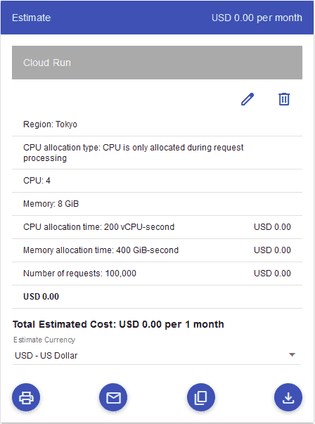 Estimate USD 0.00 per month
Cloud Run
Region: Tokyo
CPU allocation type: CPU is only allocated during request
processing
CPU: 4
Memory: 8 GiB
CPU allocation time: 200 vCPU-second USD 0.00
Memory allocation time: 400 GiB-second USD 0.00
Number of requests: 100,000 USD 0.00
USD 0.00
Total Estimated Cost: USD 0.00 per 1 month
Estimate Currency
USD - US Dollar